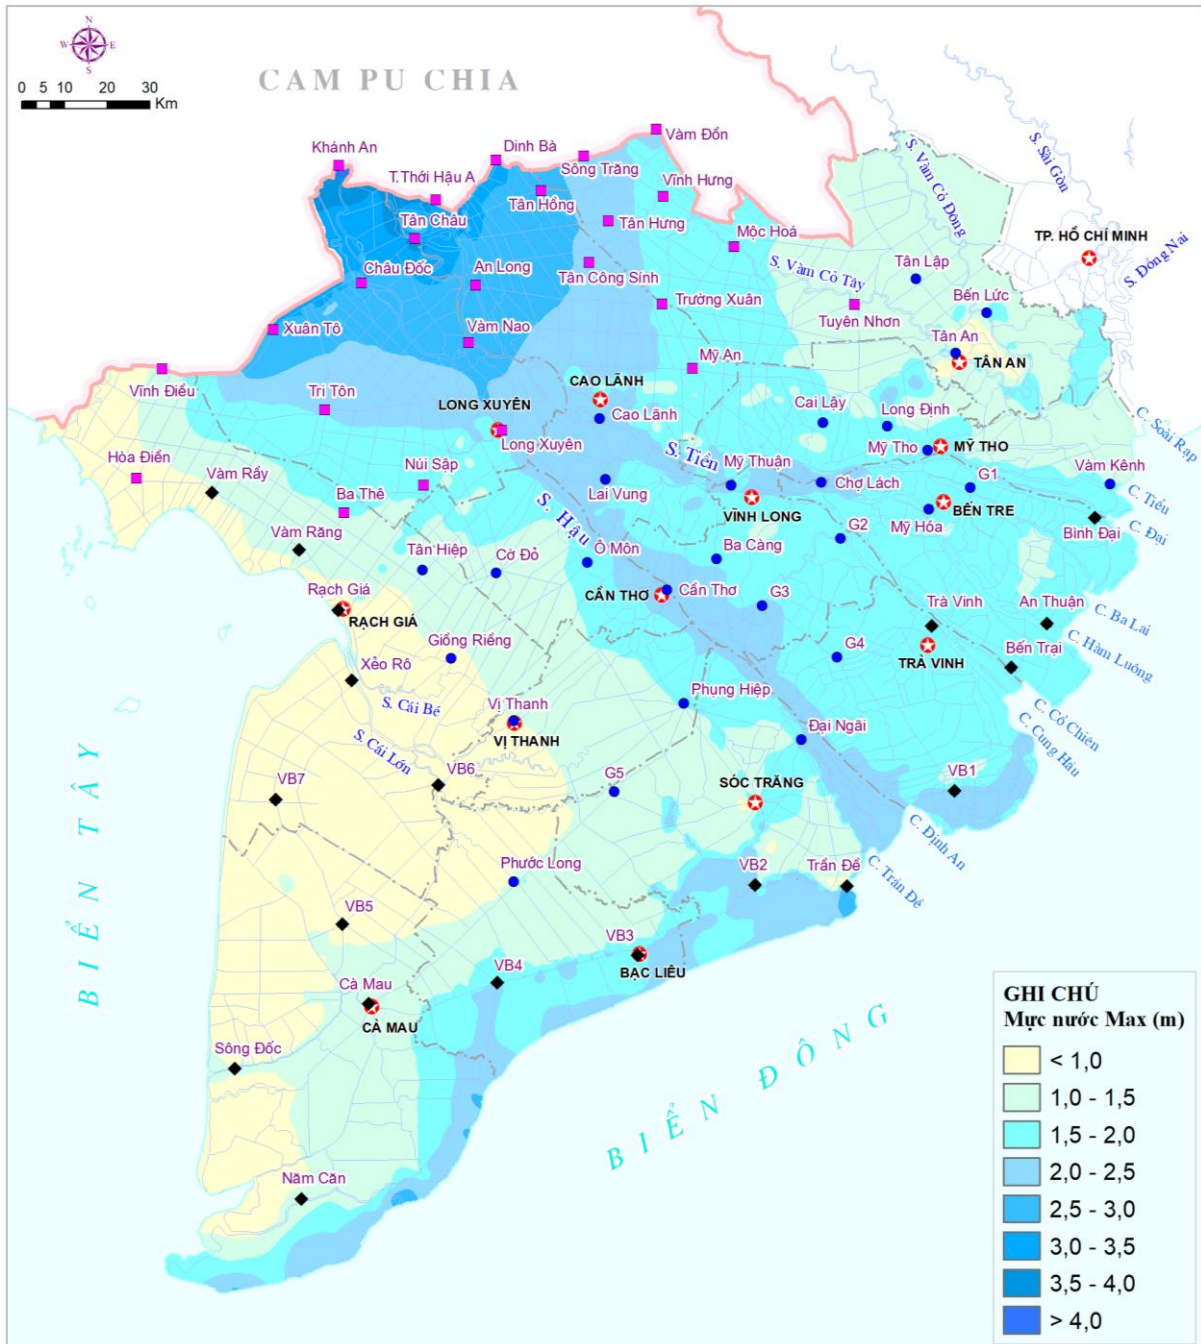 N
W E
S
0 5 10 20 30
Km
CAM PU CHIA
Vàm Đồn
Dinh Bà
Sông Trăng
Khánh An
T.Thới Hậu A
Tân Hồng
Vĩnh Hưng
S. Vàm Cỏ Đông
S. Sài Gòn
Tân Châu
Tân Hưng
Mộc Hoá
TP. HỒ CHÍ MINH
S. Đồng Nai
Châu Đốc
An Long
Tân Công Sính
S. Vàm Cỏ Tây
Tân Lập
Trường Xuân
Bến Lức
Tuyên Nhơn
Xuân Tô
Vàm Nao
Tân An
TÂN AN
Mỹ An
Vĩnh Điều
Tri Tôn
CAO LÃNH
LONG XUYÊN
Cao Lãnh
Cai Lậy
Long Định
C. Soài Rạp
Long Xuyên
Mỹ Tho
MỸ THO
S. Tiền
Hòa Điền
Vàm Rầy
Núi Sập
Mỹ Thuận
G1
Vàm Kênh
Lai Vung
Chợ Lách
C. Tiểu
Ba Thê
VĨNH LONG
BẾN TRE
S. Hậu
Mỹ Hóa
Bình Đại
C. Đại
Vàm Răng
G2
Tân Hiệp
Cờ Đỏ
Ô Môn
Ba Càng
Rạch Giá
CẦN THƠ
Cần Thơ
G3
Trà Vinh
An Thuận
C. Ba Lai
RẠCH GIÁ
Giồng Riềng
G4
TRÀ VINH
Bến Trại
C. Hàm Luông
Xẻo Rô
S. Cái Bé
Phụng Hiệp
Vị Thanh
C. Cổ Chiên
S. Cái Lớn
VỊ THANH
Đại Ngãi
C. Cung Hầu
BIỂN TÂY
VB7
VB6
G5
SÓC TRĂNG
VB1
C. Định An
Phước Long
VB2
Trần Đề
C. Trần Đề
VB5
VB3
VB4
BẠC LIÊU
Cà Mau
CÀ MAU
BIỂN ĐÔNG
Sông Đốc
Năm Căn
GHI CHÚ
Mực nước Max (m)
< 1,0
1,0 - 1,5
1,5 - 2,0
2,0 - 2,5
2,5 - 3,0
3,0 - 3,5
3,5 - 4,0
> 4,0